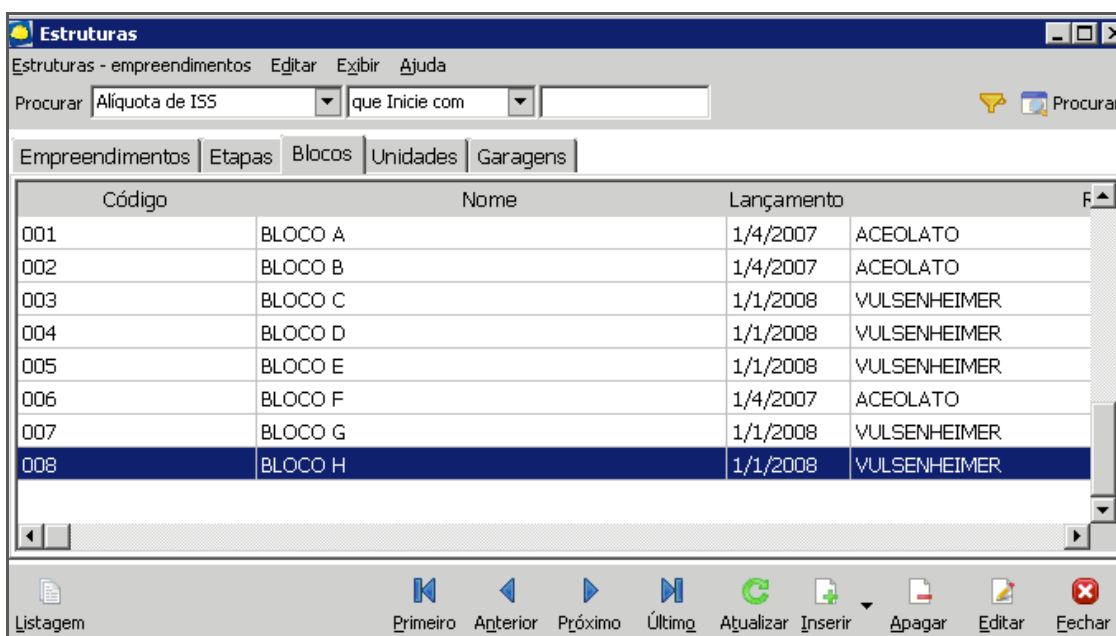 Estruturas
Estruturas - empreendimentos Editar Exibir Ajuda
Procurar Alíquota de ISS que Inicie com Procurar
Empreendimentos Etapas Blocos Unidades Garagens
Código Nome Lançamento R
001 BLOCO A 1/4/2007 ACEOLATO
002 BLOCO B 1/4/2007 ACEOLATO
003 BLOCO C 1/1/2008 VULSENHEIMER
004 BLOCO D 1/1/2008 VULSENHEIMER
005 BLOCO E 1/1/2008 VULSENHEIMER
006 BLOCO F 1/4/2007 ACEOLATO
007 BLOCO G 1/1/2008 VULSENHEIMER
008 BLOCO H 1/1/2008 VULSENHEIMER
Listagem Primeiro Anterior Próximo Último Atualizar Inserir Apagar Editar Fechar